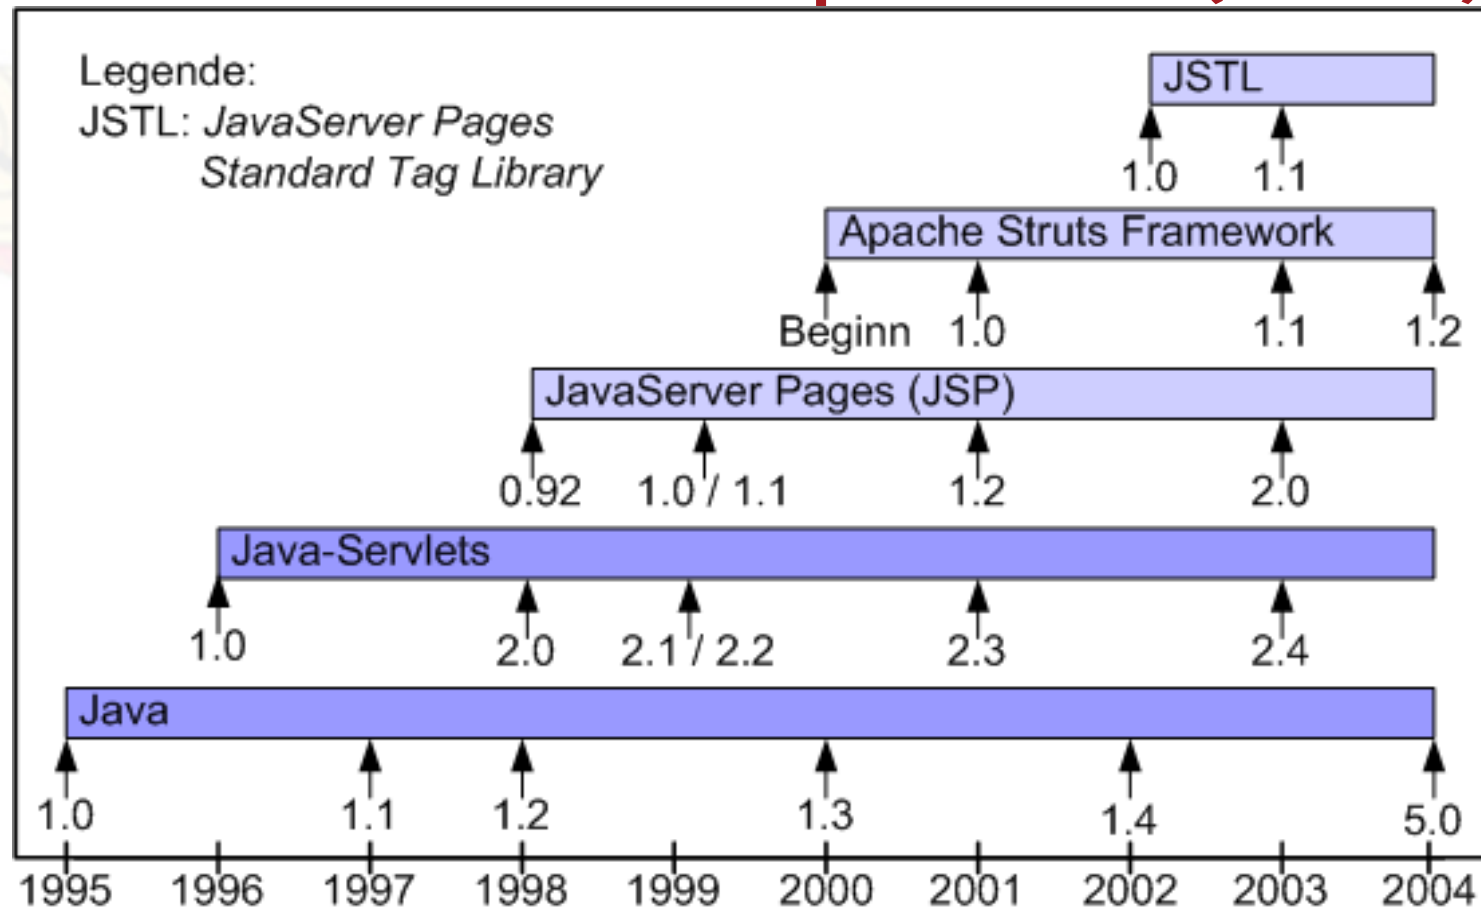 Legende:
JSTL: JavaServer Pages
Standard Tag Library
JSTL
1.0 1.1
Apache Struts Framework
Beginn 1.0 1.1 1.2
JavaServer Pages (JSP)
0.92 1.0 / 1.1 1.2 2.0
Java-Servlets
1.0 2.0 2.1 / 2.2 2.3 2.4
Java
1.0 1.1 1.2 1.3 1.4 5.0
1995 1996 1997 1998 1999 2000 2001 2002 2003 2004